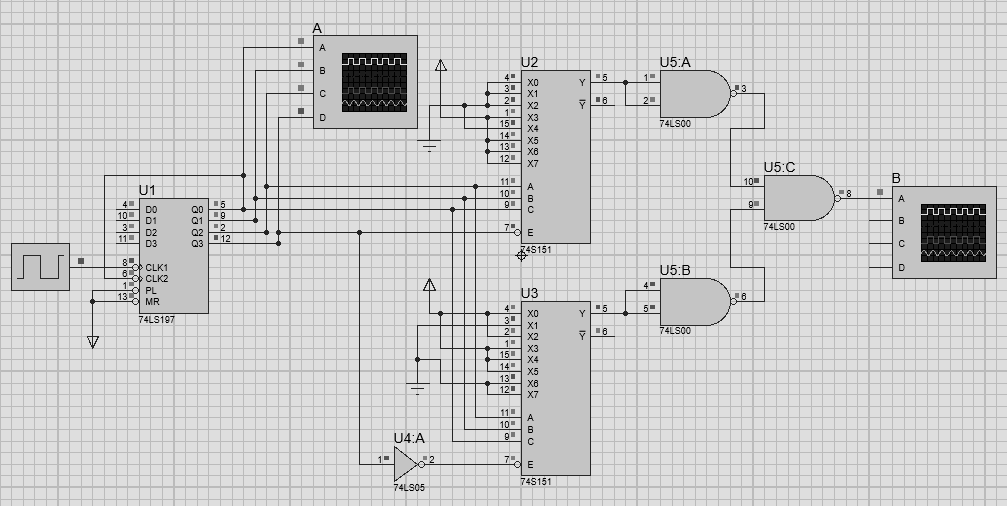 A
A
B
C
D
U1
4 D0 Q0 5
10 D1 Q1 9
3 D2 Q2 2
11 D3 Q3 12
8 CLK1
6 CLK2
1 PL
13 MR
74LS197
U2
4 X0 Y 5
3 X1
2 X2 Y 6
1 X3
15 X4
14 X5
13 X6
12 X7
11 A
10 B
9 C
7 E
74S151
U5:A
1
2
3
74LS00
U5:C
10
9
8
74LS00
B
A
B
C
D
U3
4 X0 Y 5
3 X1
2 X2 Y 6
1 X3
15 X4
14 X5
13 X6
12 X7
11 A
10 B
9 C
7 E
74S151
U5:B
4
5
6
74LS00
U4:A
1 2
74LS05